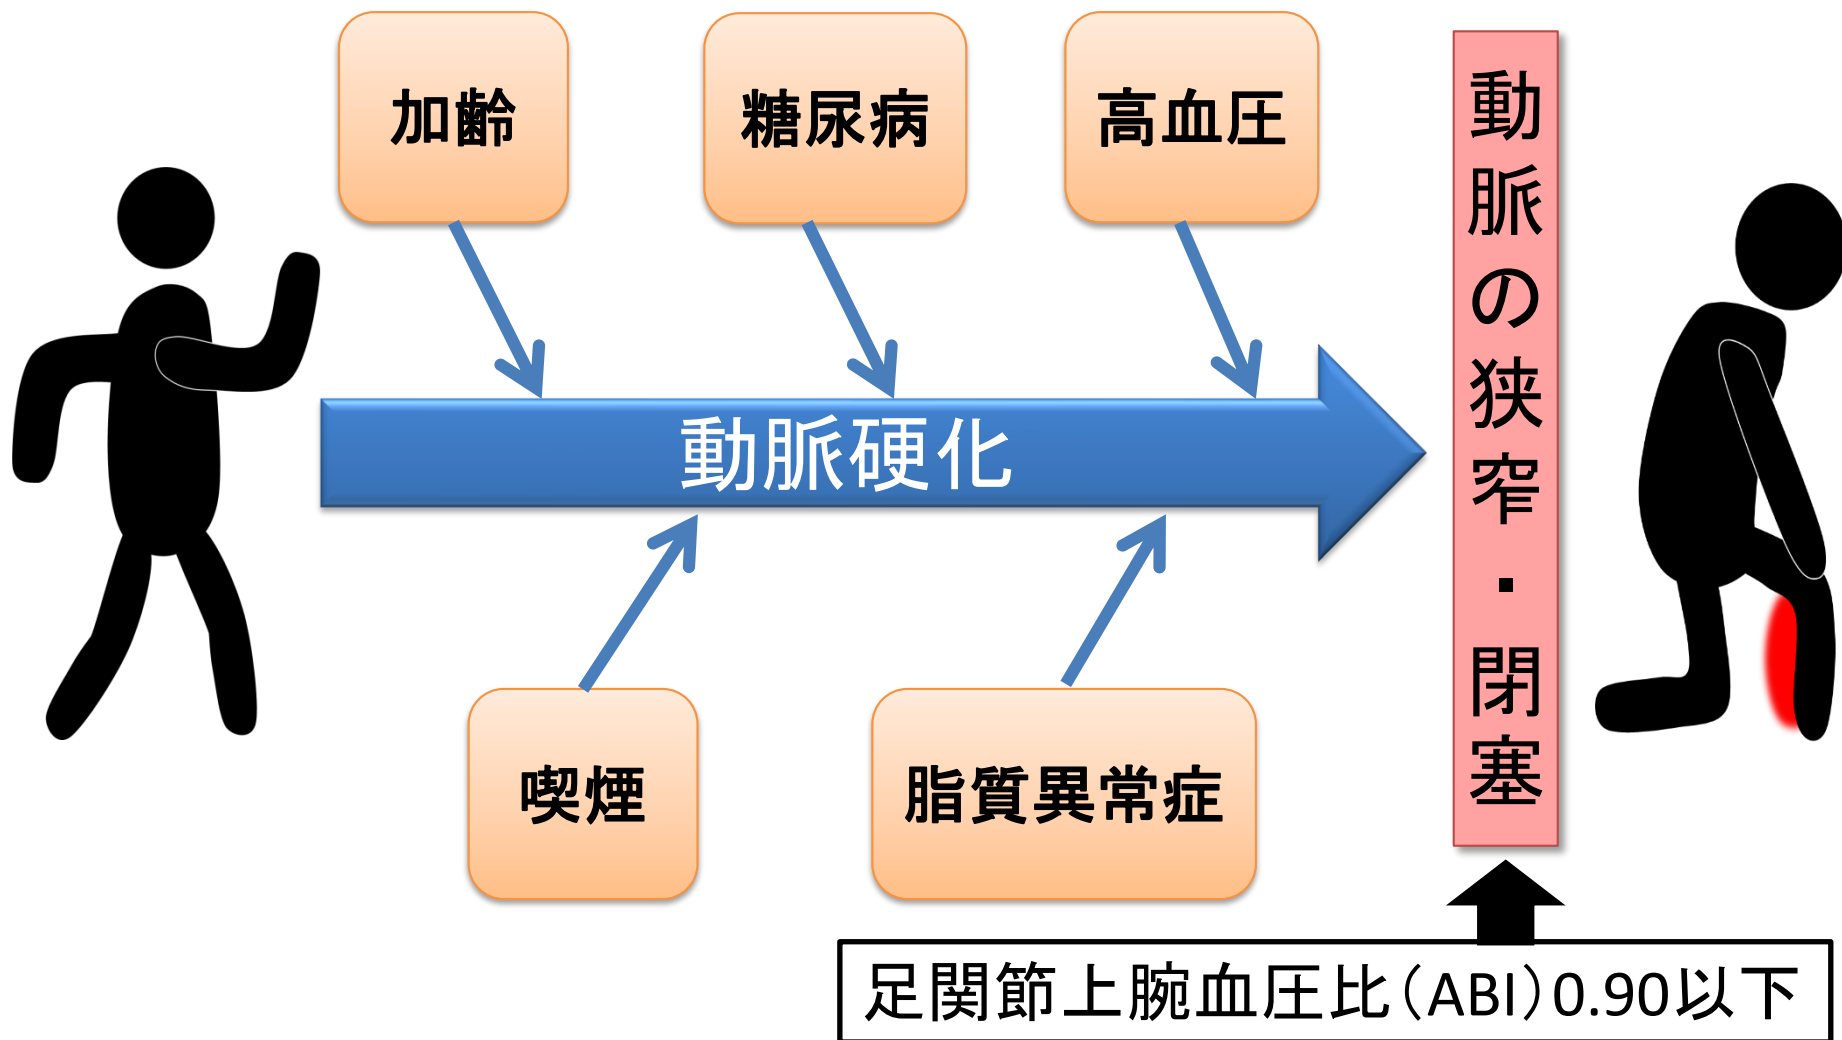 加齢
糖尿病
高血圧
動脈硬化
喫煙
脂質異常症
動脈の狭窄・閉塞
足関節上腕血圧比（ABI）0.90以下